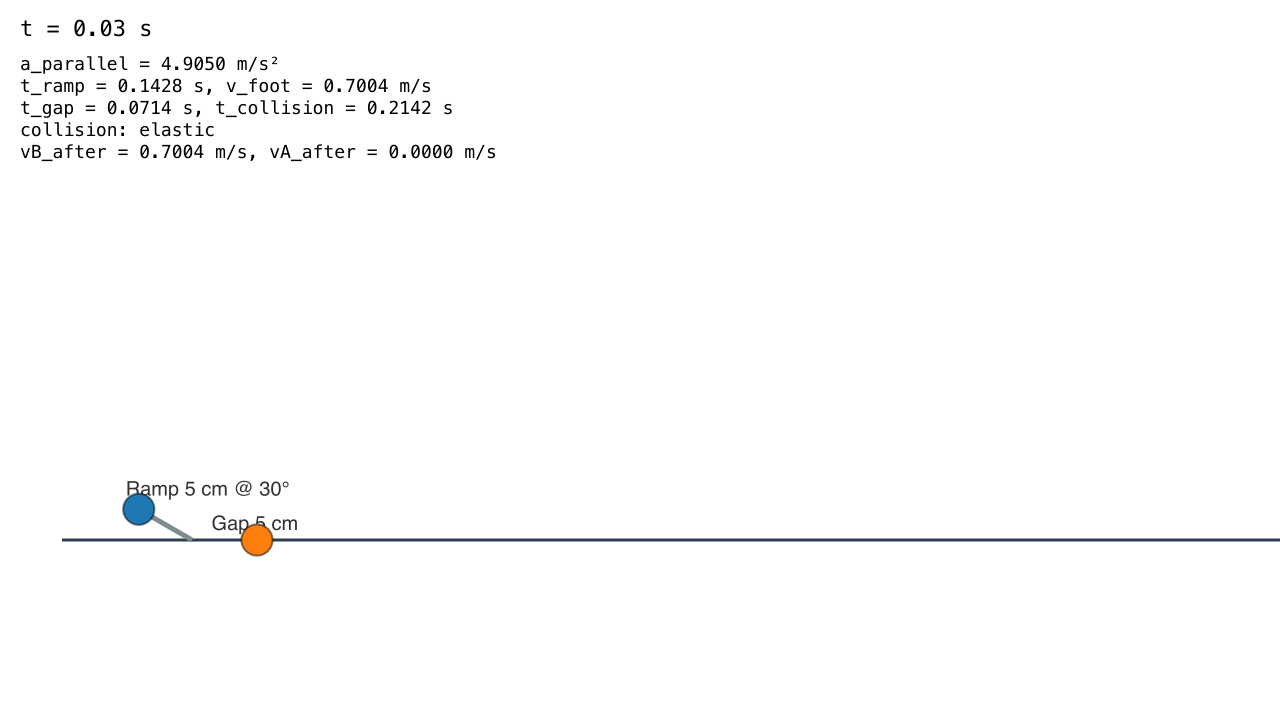 t = 0.03 s
a_parallel = 4.9050 m/s²
t_ramp = 0.1428 s, v_foot = 0.7004 m/s
t_gap = 0.0714 s, t_collision = 0.2142 s
collision: elastic
vB_after = 0.7004 m/s, vA_after = 0.0000 m/s
Ramp 5 cm @ 30°
Gap 5 cm